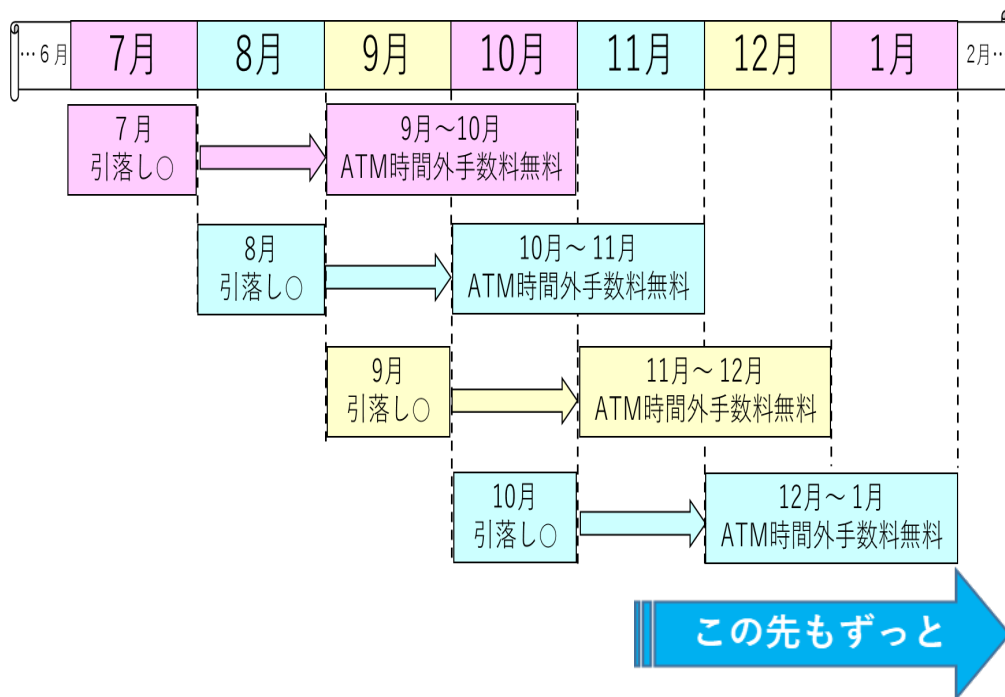 …6月 7月 8月 9月 10月 11月 12月 1月 2月…
7月
引落し○
9月～10月
ATM時間外手数料無料
8月
引落し○
10月～11月
ATM時間外手数料無料
9月
引落し○
11月～12月
ATM時間外手数料無料
10月
引落し○
12月～1月
ATM時間外手数料無料
この先もずっと